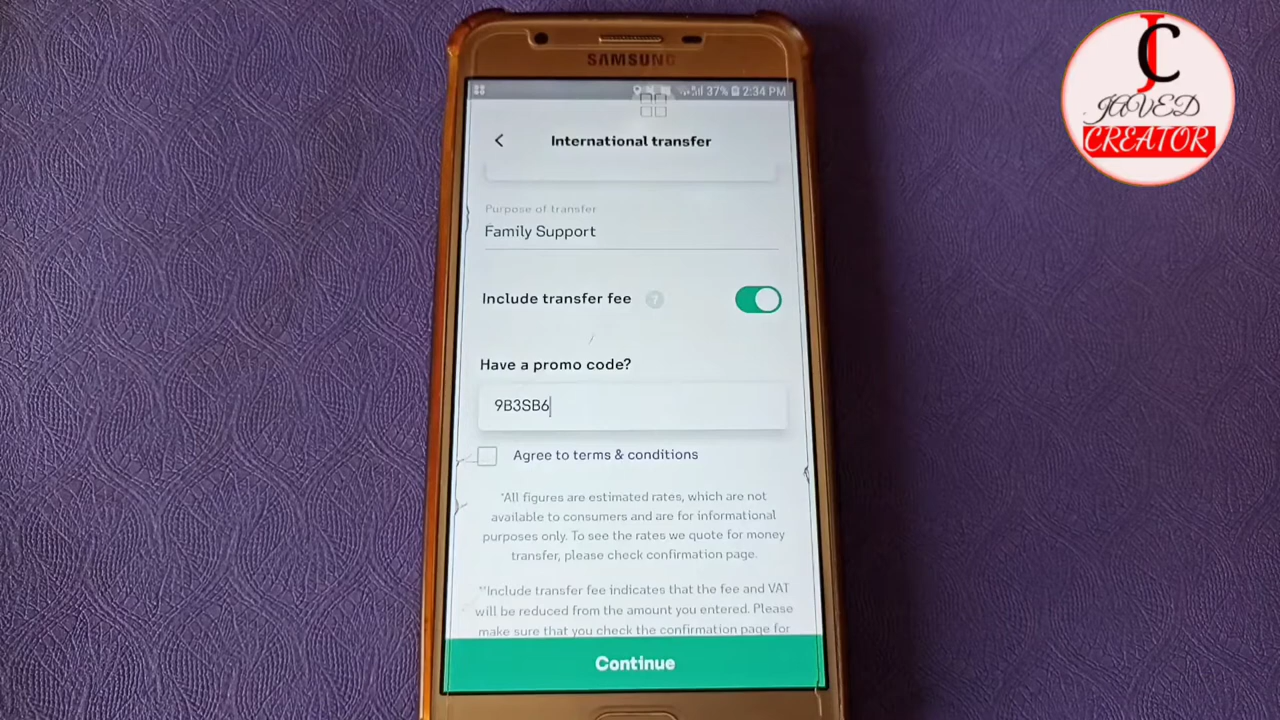 SAMSUNG
37% 2:34 PM
International transfer
Purpose of transfer
Family Support
Include transfer fee ?
Have a promo code?
9B3SB6
Agree to terms & conditions
*All figures are estimated rates, which are not
available to consumers and are for informational
purposes only. To see the rates we quote for money
transfer, please check confirmation page.
**Include transfer fee indicates that the fee and VAT
will be reduced from the amount you entered. Please
make sure that you check the confirmation page for
Continue
JC
JAVED
CREATOR